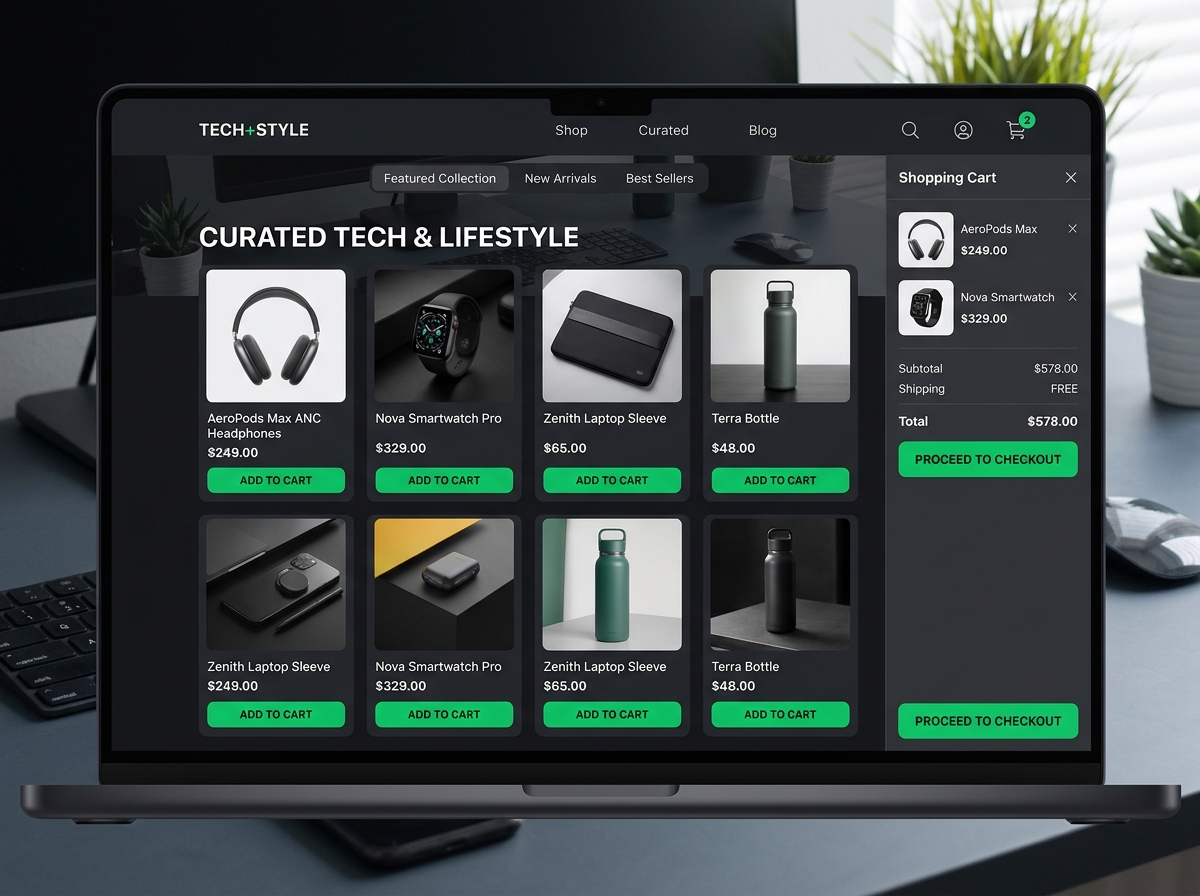 TECH+STYLE
Shop
Curated
Blog
2
Featured Collection
New Arrivals
Best Sellers
CURATED TECH & LIFESTYLE
AeroPods Max ANC
Headphones
$249.00
ADD TO CART
Nova Smartwatch Pro
$329.00
ADD TO CART
Zenith Laptop Sleeve
$65.00
ADD TO CART
Terra Bottle
$48.00
ADD TO CART
Zenith Laptop Sleeve
$249.00
ADD TO CART
Nova Smartwatch Pro
$329.00
ADD TO CART
Zenith Laptop Sleeve
$65.00
ADD TO CART
Terra Bottle
$48.00
ADD TO CART
Shopping Cart
AeroPods Max
$249.00
Nova Smartwatch
$329.00
Subtotal $578.00
Shipping FREE
Total $578.00
PROCEED TO CHECKOUT
PROCEED TO CHECKOUT